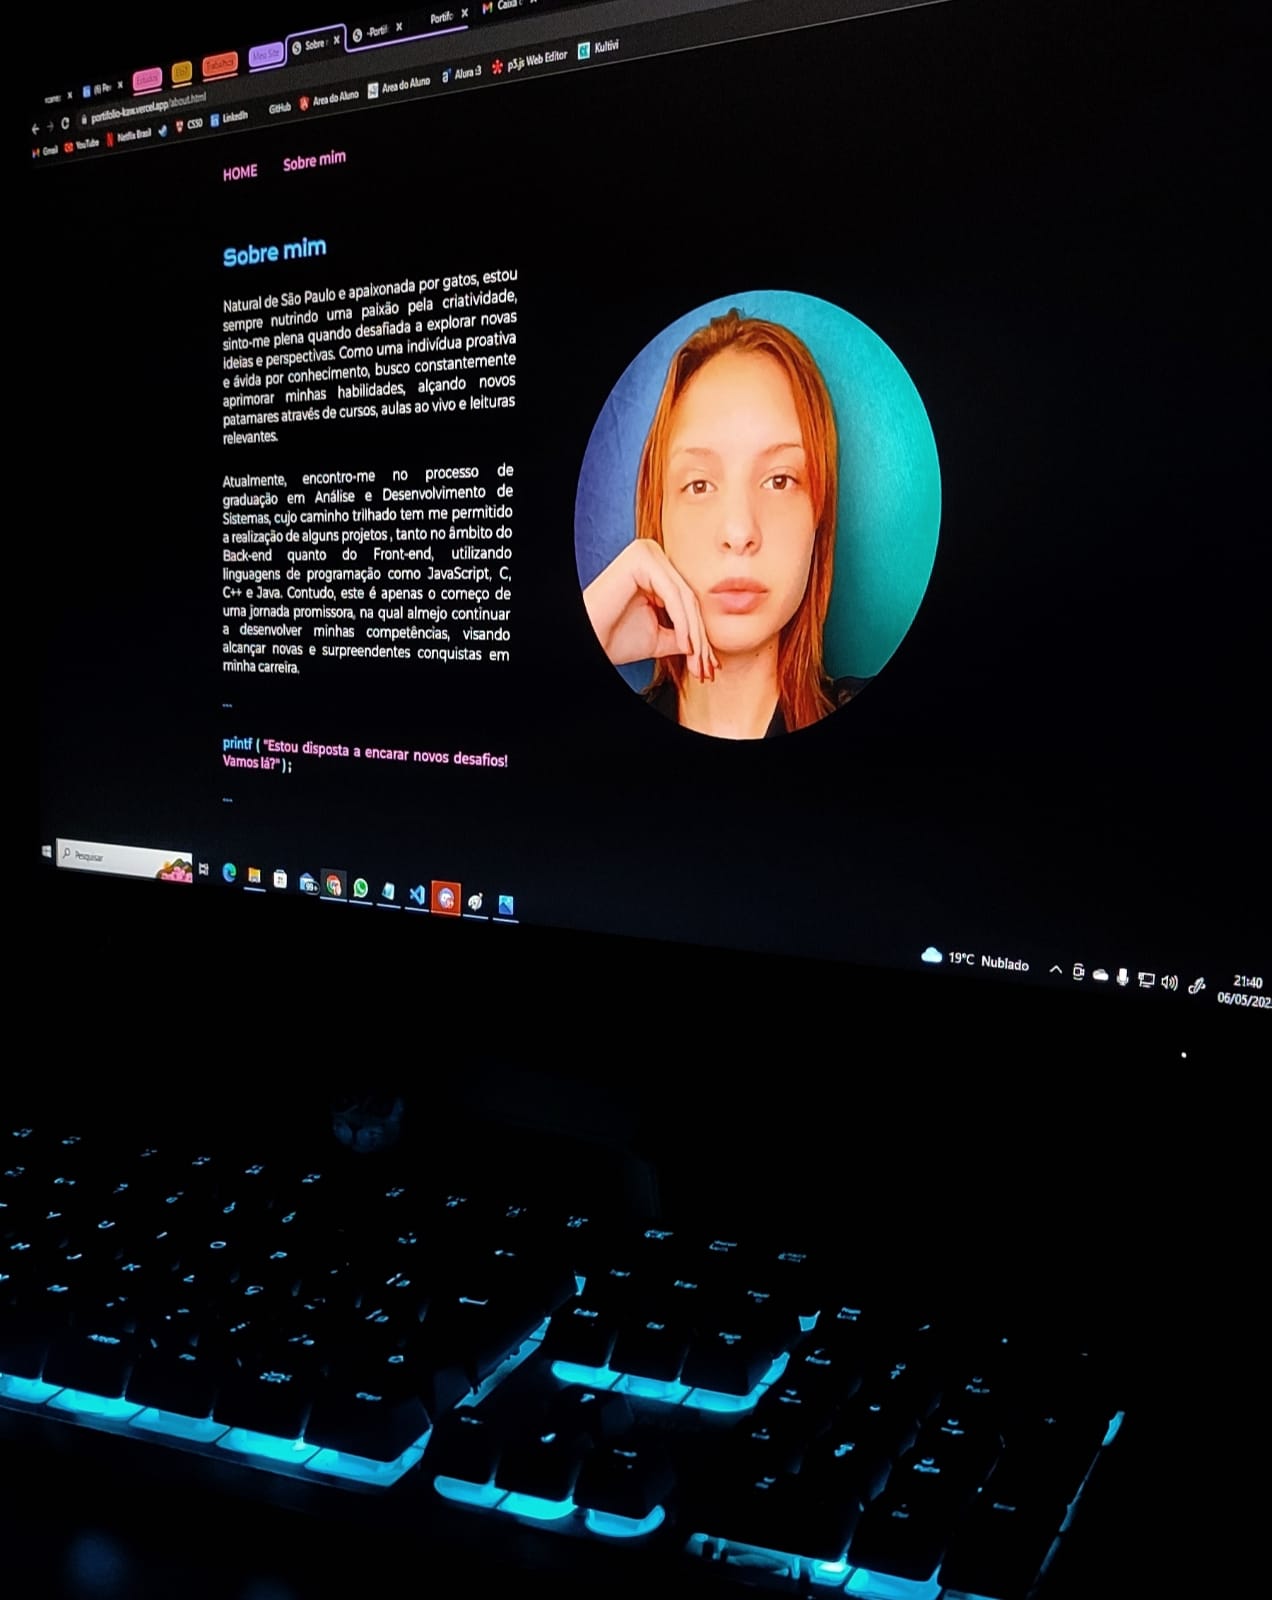 Sobre
Portifo
Caixa
Estudos
Trabalhos
Meu Site
portifolio-kaw.vercel.app/about.html
Gmail YouTube Netflix Brasil CS50 LinkedIn GitHub Area do Aluno Area do Aluno Alura :3 p5.js Web Editor Kultivi
HOME Sobre mim
Sobre mim
Natural de São Paulo e apaixonada por gatos, estou
sempre nutrindo uma paixão pela criatividade,
sinto-me plena quando desafiada a explorar novas
ideias e perspectivas. Como uma indivídua proativa
e ávida por conhecimento, busco constantemente
aprimorar minhas habilidades, alçando novos
patamares através de cursos, aulas ao vivo e leituras
relevantes.
Atualmente, encontro-me no processo de
graduação em Análise e Desenvolvimento de
Sistemas, cujo caminho trilhado tem me permitido
a realização de alguns projetos , tanto no âmbito do
Back-end quanto do Front-end, utilizando
linguagens de programação como JavaScript, C,
C++ e Java. Contudo, este é apenas o começo de
uma jornada promissora, na qual almejo continuar
a desenvolver minhas competências, visando
alcançar novas e surpreendentes conquistas em
minha carreira.
---
printf ( "Estou disposta a encarar novos desafios!
Vamos lá?" ) ;
---
Pesquisar
99+
19°C Nublado
21:40
06/05/202